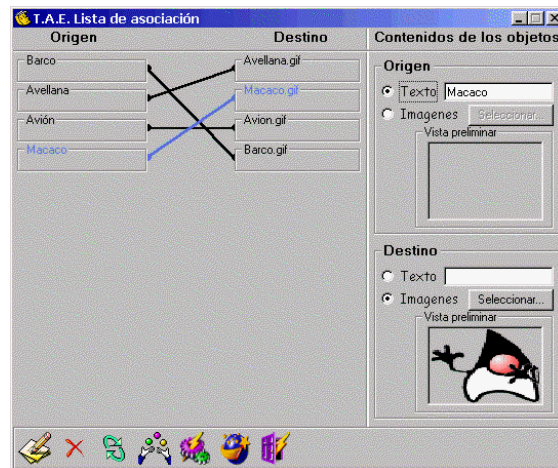 T.A.E. Lista de asociación
Origen
Destino
Contenidos de los objetos
Barco
Avellana.gif
Avellana
Macaco.gif
Avión
Avion.gif
Macaco
Barco.gif
Origen
Texto Macaco
Imagenes Seleccionar...
Vista preliminar
Destino
Texto
Imagenes Seleccionar...
Vista preliminar